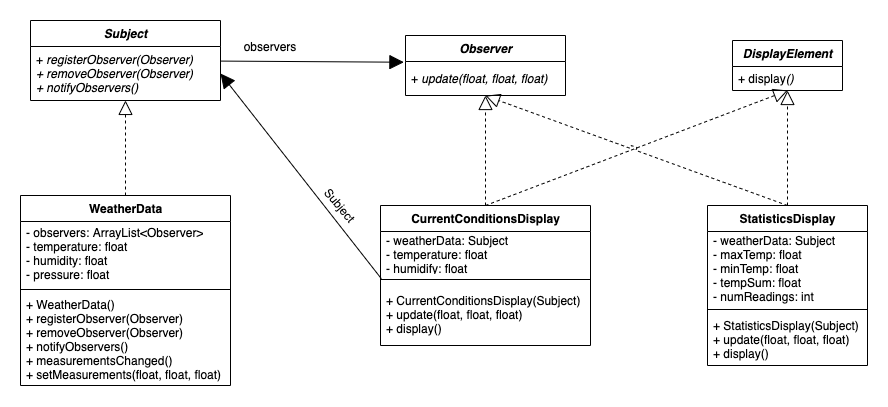 Subject
+ registerObserver(Observer)
+ removeObserver(Observer)
+ notifyObservers()
observers
Observer
+ update(float, float, float)
DisplayElement
+ display()
Subject
WeatherData
- observers: ArrayList<Observer>
- temperature: float
- humidity: float
- pressure: float
+ WeatherData()
+ registerObserver(Observer)
+ removeObserver(Observer)
+ notifyObservers()
+ measurementsChanged()
+ setMeasurements(float, float, float)
CurrentConditionsDisplay
- weatherData: Subject
- temperature: float
- humidify: float
+ CurrentConditionsDisplay(Subject)
+ update(float, float, float)
+ display()
StatisticsDisplay
- weatherData: Subject
- maxTemp: float
- minTemp: float
- tempSum: float
- numReadings: int
+ StatisticsDisplay(Subject)
+ update(float, float, float)
+ display()